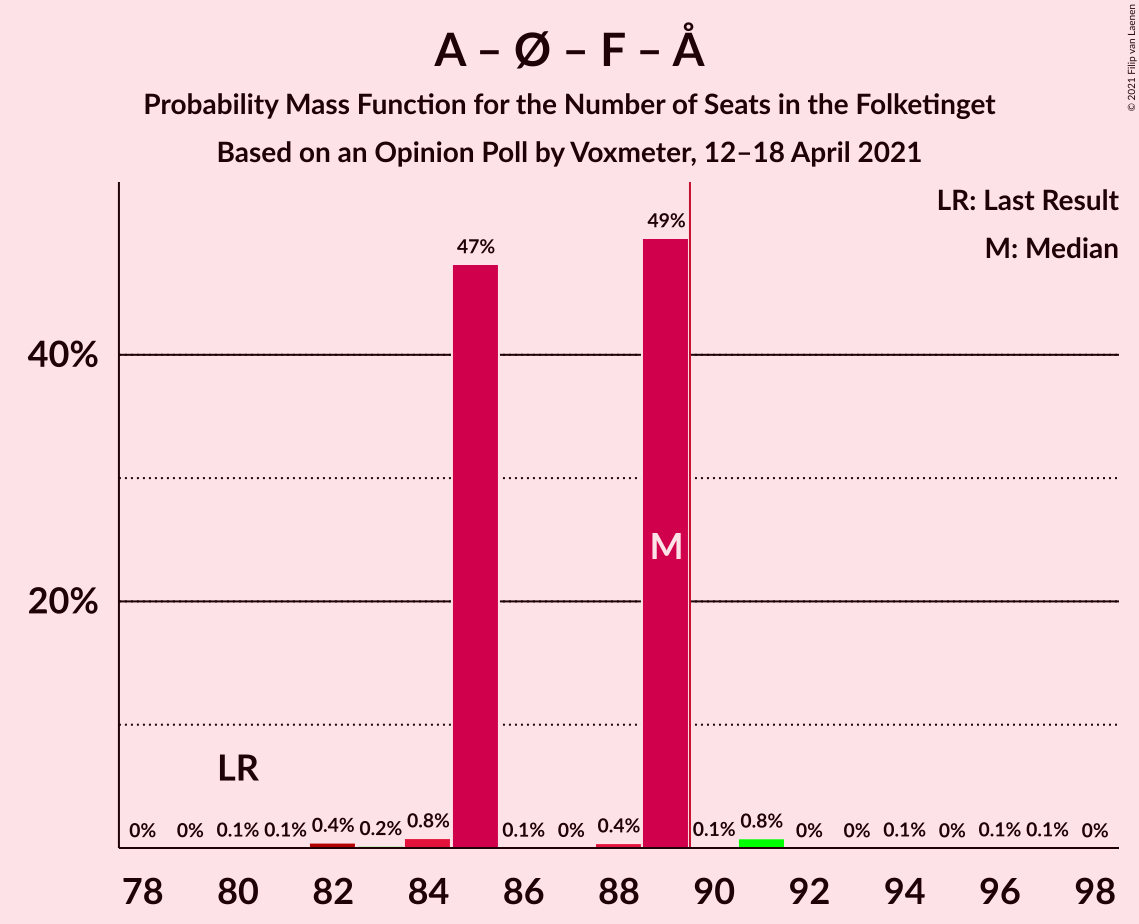 A – Ø – F – Å
Probability Mass Function for the Number of Seats in the Folketinget
Based on an Opinion Poll by Voxmeter, 12–18 April 2021
© 2021 Filip van Laenen
LR: Last Result
M: Median
40%
20%
0% 0% 0.1% 0.1% 0.4% 0.2% 0.8% 47% 0.1% 0% 0.4% 49% 0.1% 0.8% 0% 0% 0.1% 0% 0.1% 0.1% 0%
LR
M
78 80 82 84 86 88 90 92 94 96 98